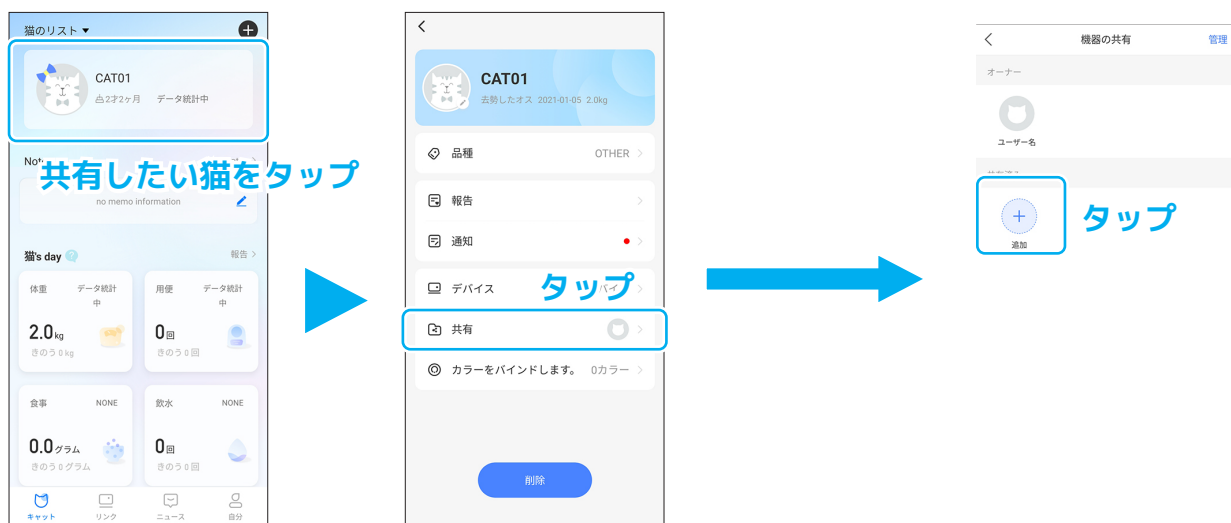 猫のリスト ▼
CAT01
2才2ヶ月 データ統計中
共有したい猫をタップ
no memo information
猫's day
報告
体重 データ統計中
2.0kg
きのう0kg
用便 データ統計中
0回
きのう0回
食事 NONE
0.0グラム
きのう0グラム
飲水 NONE
0回
きのう0回
キャット リンク ニュース 自分
CAT01
去勢したオス 2021-01-05 2.0kg
品種 OTHER
報告
通知
デバイス
タップ
共有
カラーをバインドします。 0カラー
削除
機器の共有 管理
オーナー
ユーザー名
追加
タップ